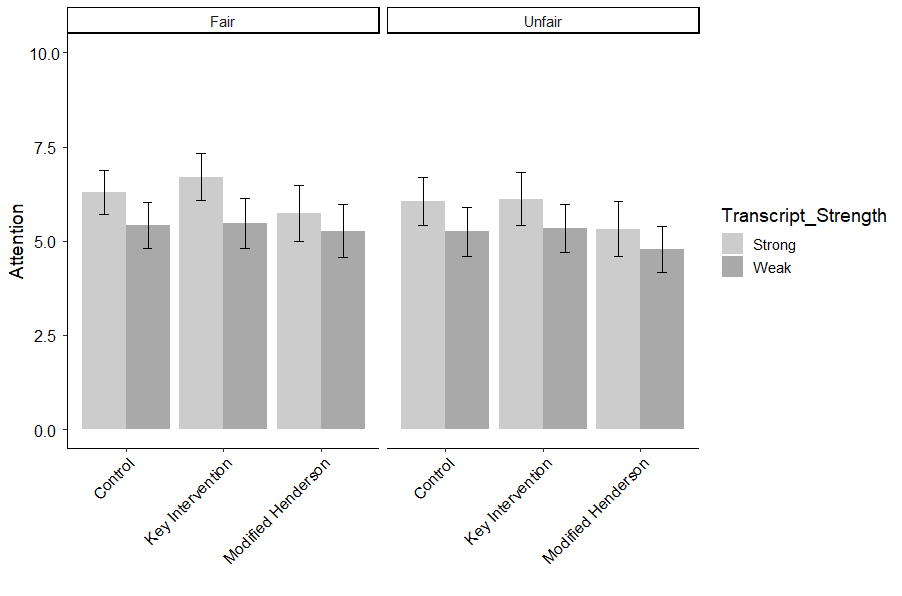 Fair
Unfair
10.0
7.5
5.0
2.5
0.0
Attention
Control
Key Intervention
Modified Henderson
Control
Key Intervention
Modified Henderson
Transcript_Strength
Strong
Weak